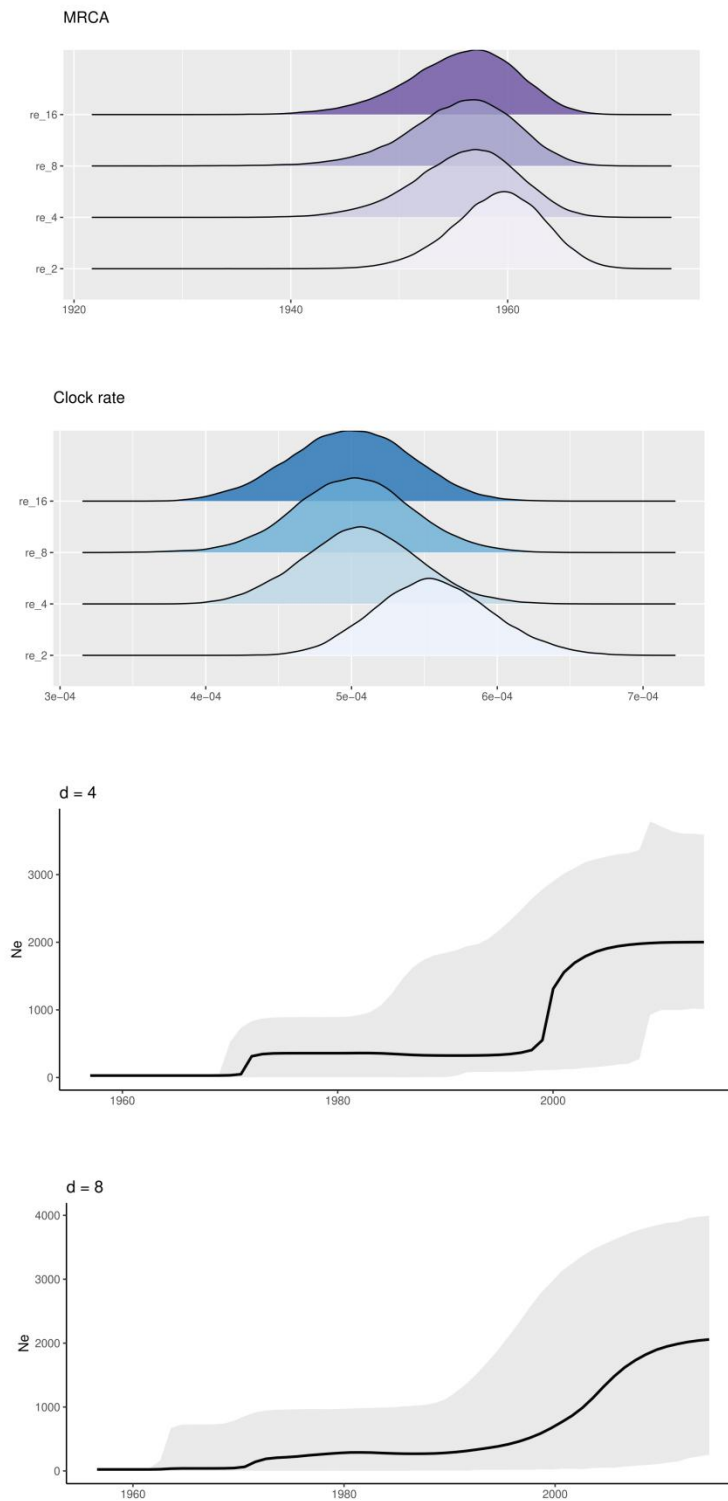 MRCA
re_16
re_8
re_4
re_2
1920 1940 1960
Clock rate
re_16
re_8
re_4
re_2
3e−04 4e−04 5e−04 6e−04 7e−04
d = 4
3000
2000
1000
0
Ne
1960 1980 2000
d = 8
4000
3000
2000
1000
0
Ne
1960 1980 2000